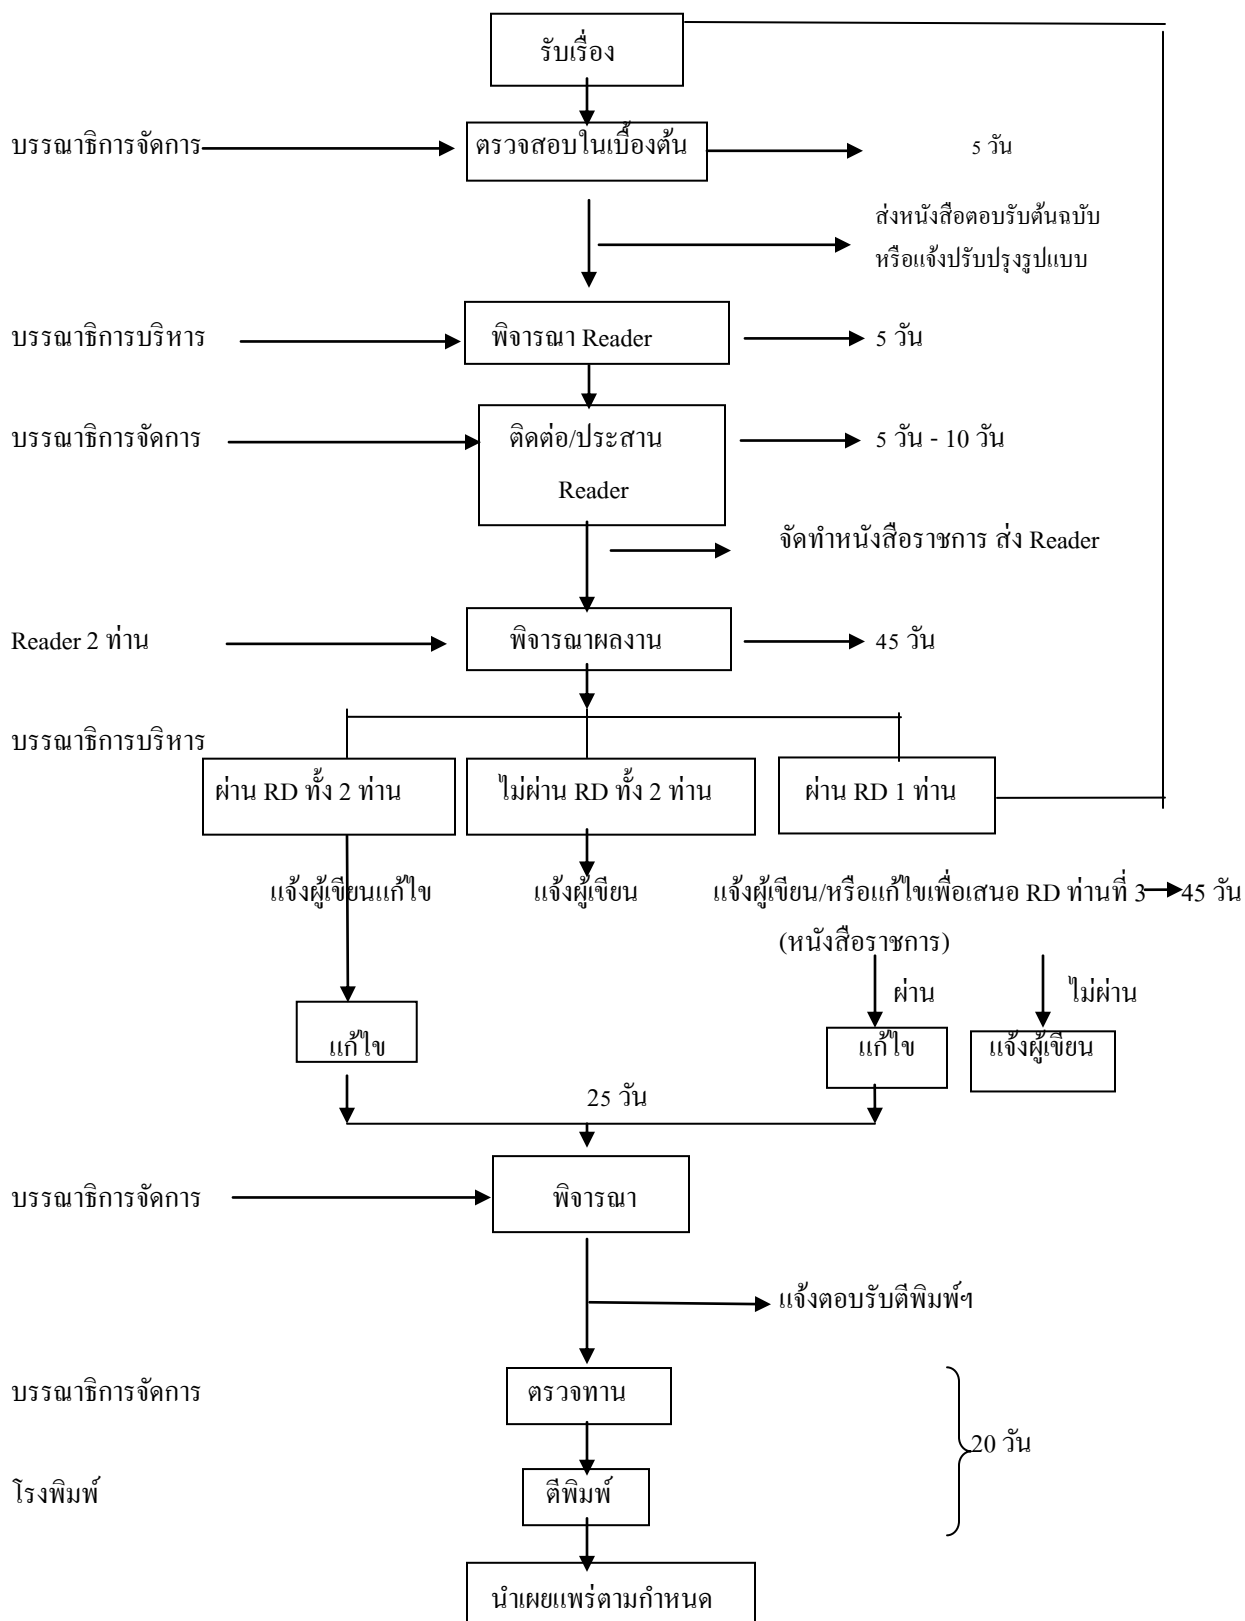 รับเรื่อง
บรรณาธิการจัดการ ตรวจสอบในเบื้องต้น 5 วัน
ส่งหนังสือตอบรับต้นฉบับ
หรือแจ้งปรับปรุงรูปแบบ
บรรณาธิการบริหาร พิจารณา Reader 5 วัน
บรรณาธิการจัดการ ติดต่อ/ประสาน 5 วัน - 10 วัน
Reader
จัดทำหนังสือราชการ ส่ง Reader
Reader 2 ท่าน พิจารณาผลงาน 45 วัน
บรรณาธิการบริหาร
ผ่าน RD ทั้ง 2 ท่าน ไม่ผ่าน RD ทั้ง 2 ท่าน ผ่าน RD 1 ท่าน
แจ้งผู้เขียนแก้ไข แจ้งผู้เขียน แจ้งผู้เขียน/หรือแก้ไขเพื่อเสนอ RD ท่านที่ 3 45 วัน
(หนังสือราชการ)
ผ่าน ไม่ผ่าน
แก้ไข แก้ไข แจ้งผู้เขียน
25 วัน
บรรณาธิการจัดการ พิจารณา
แจ้งตอบรับตีพิมพ์ฯ
บรรณาธิการจัดการ ตรวจทาน
20 วัน
โรงพิมพ์ ตีพิมพ์
นำเผยแพร่ตามกำหนด